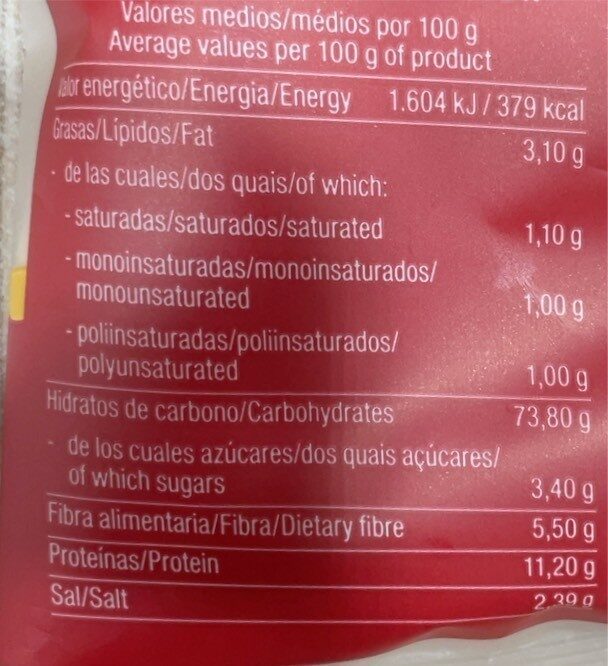 Valores medios/médios por 100 g
Average values per 100 g of product
energético/Energia/Energy 1.604 kJ / 379 kcal
Grasas/Lípidos/Fat 3,10 g
- de las cuales/dos quais/of which:
- saturadas/saturados/saturated 1,10 g
- monoinsaturadas/monoinsaturados/
monounsaturated 1,00 g
- poliinsaturadas/poliinsaturados/
polyunsaturated 1,00 g
Hidratos de carbono/Carbohydrates 73,80 g
- de los cuales azúcares/dos quais açúcares/
of which sugars 3,40 g
Fibra alimentaria/Fibra/Dietary fibre 5,50 g
Proteínas/Protein 11,20 g
Sal/Salt 2,39 g